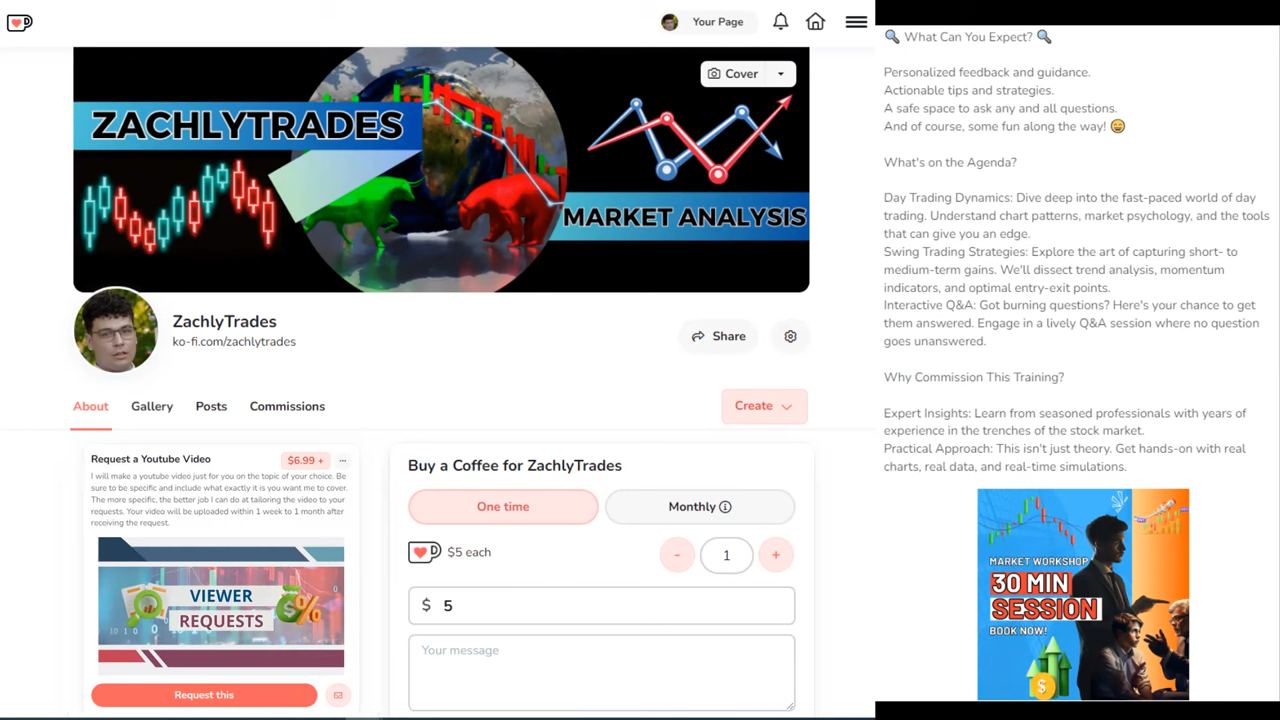 Your Page
Cover
ZACHLYTRADES
MARKET ANALYSIS
ZachlyTrades
ko-fi.com/zachlytrades
Share
About
Gallery
Posts
Commissions
Create
Request a Youtube Video
$6.99 +
I will make a youtube video just for you on the topic of your choice. Be
sure to be specific and include what exactly it is you want me to cover.
The more specific, the better job I can do at tailoring the video to your
requests. Your video will be uploaded within 1 week to 1 month after
receiving the request.
VIEWER
REQUESTS
Request this
Buy a Coffee for ZachlyTrades
One time
Monthly
$5 each
-
1
+
$ 5
Your message
🔍 What Can You Expect? 🔍
Personalized feedback and guidance.
Actionable tips and strategies.
A safe space to ask any and all questions.
And of course, some fun along the way! 😄
What's on the Agenda?
Day Trading Dynamics: Dive deep into the fast-paced world of day
trading. Understand chart patterns, market psychology, and the tools
that can give you an edge.
Swing Trading Strategies: Explore the art of capturing short- to
medium-term gains. We'll dissect trend analysis, momentum
indicators, and optimal entry-exit points.
Interactive Q&A: Got burning questions? Here's your chance to get
them answered. Engage in a lively Q&A session where no question
goes unanswered.
Why Commission This Training?
Expert Insights: Learn from seasoned professionals with years of
experience in the trenches of the stock market.
Practical Approach: This isn't just theory. Get hands-on with real
charts, real data, and real-time simulations.
MARKET WORKSHOP
30 MIN
SESSION
BOOK NOW!